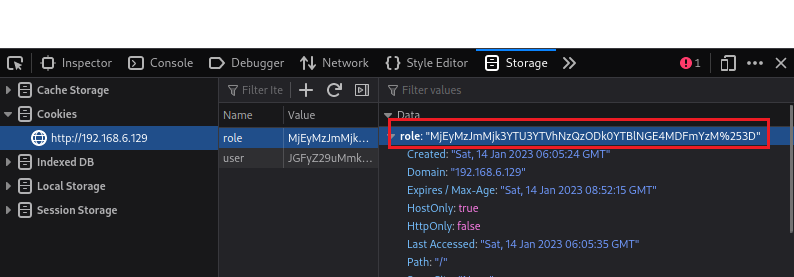 Inspector Console Debugger Network Style Editor Storage 1
Cache Storage
Cookies
http://192.168.6.129
Indexed DB
Local Storage
Session Storage
Filter Ite
Name Value
role MjEyMzJmMjk...
user JGFyZ29uMmk...
Filter values
Data
role: "MjEyMzJmMjk3YTU3YTVhNzQzODk0YTBlNGE4MDFmYzM%253D"
Created: "Sat, 14 Jan 2023 06:05:24 GMT"
Domain: "192.168.6.129"
Expires / Max-Age: "Sat, 14 Jan 2023 08:52:15 GMT"
HostOnly: true
HttpOnly: false
Last Accessed: "Sat, 14 Jan 2023 06:05:35 GMT"
Path: "/"